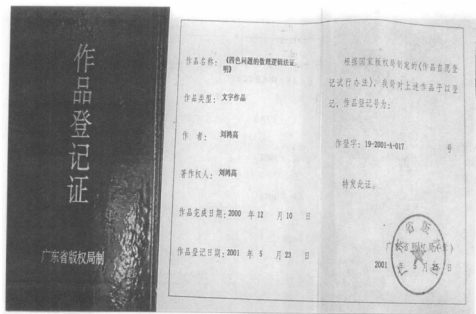 作品登记证
广东省版权局制
作品名称：《四色问题的数理逻辑法证
明》
作品类型：文字作品
作 者：刘鸿高
著作权人：刘鸿高
作品完成日期：2000 年 12 月 10 日
作品登记日期：2001 年 5 月 23 日
根据国家版权局制定的《作品自愿登
记试行办法》，我局对上述作品予以登
记，作品登记号为：
作登字：19-2001-A-017 号
特发此证。
2001 5 月